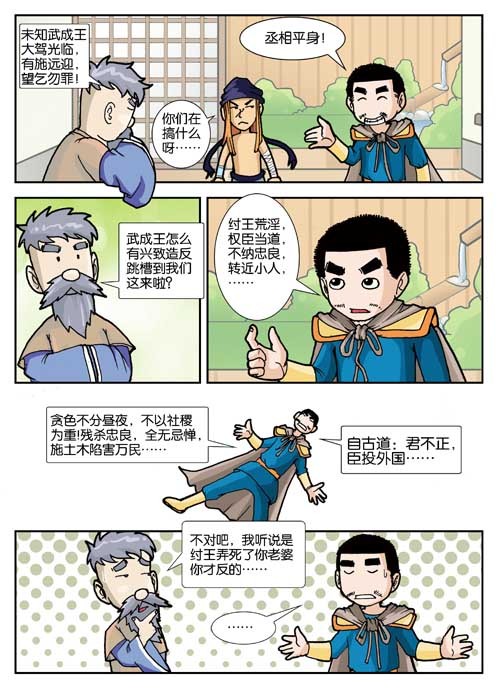 未知武成王
大驾光临，
有施远迎，
望乞勿罪！
你们在
搞什么
呀……
丞相平身！
武成王怎么
有兴致造反
跳槽到我们
这来啦？
纣王荒淫，
权臣当道，
不纳忠良，
转近小人，
……
贪色不分昼夜，不以社稷
为重！残杀忠良，全无忌惮，
施土木陷害万民……
自古道：君不正，
臣投外国……
不对吧，我听说是
纣王弄死了你老婆
你才反的……
……